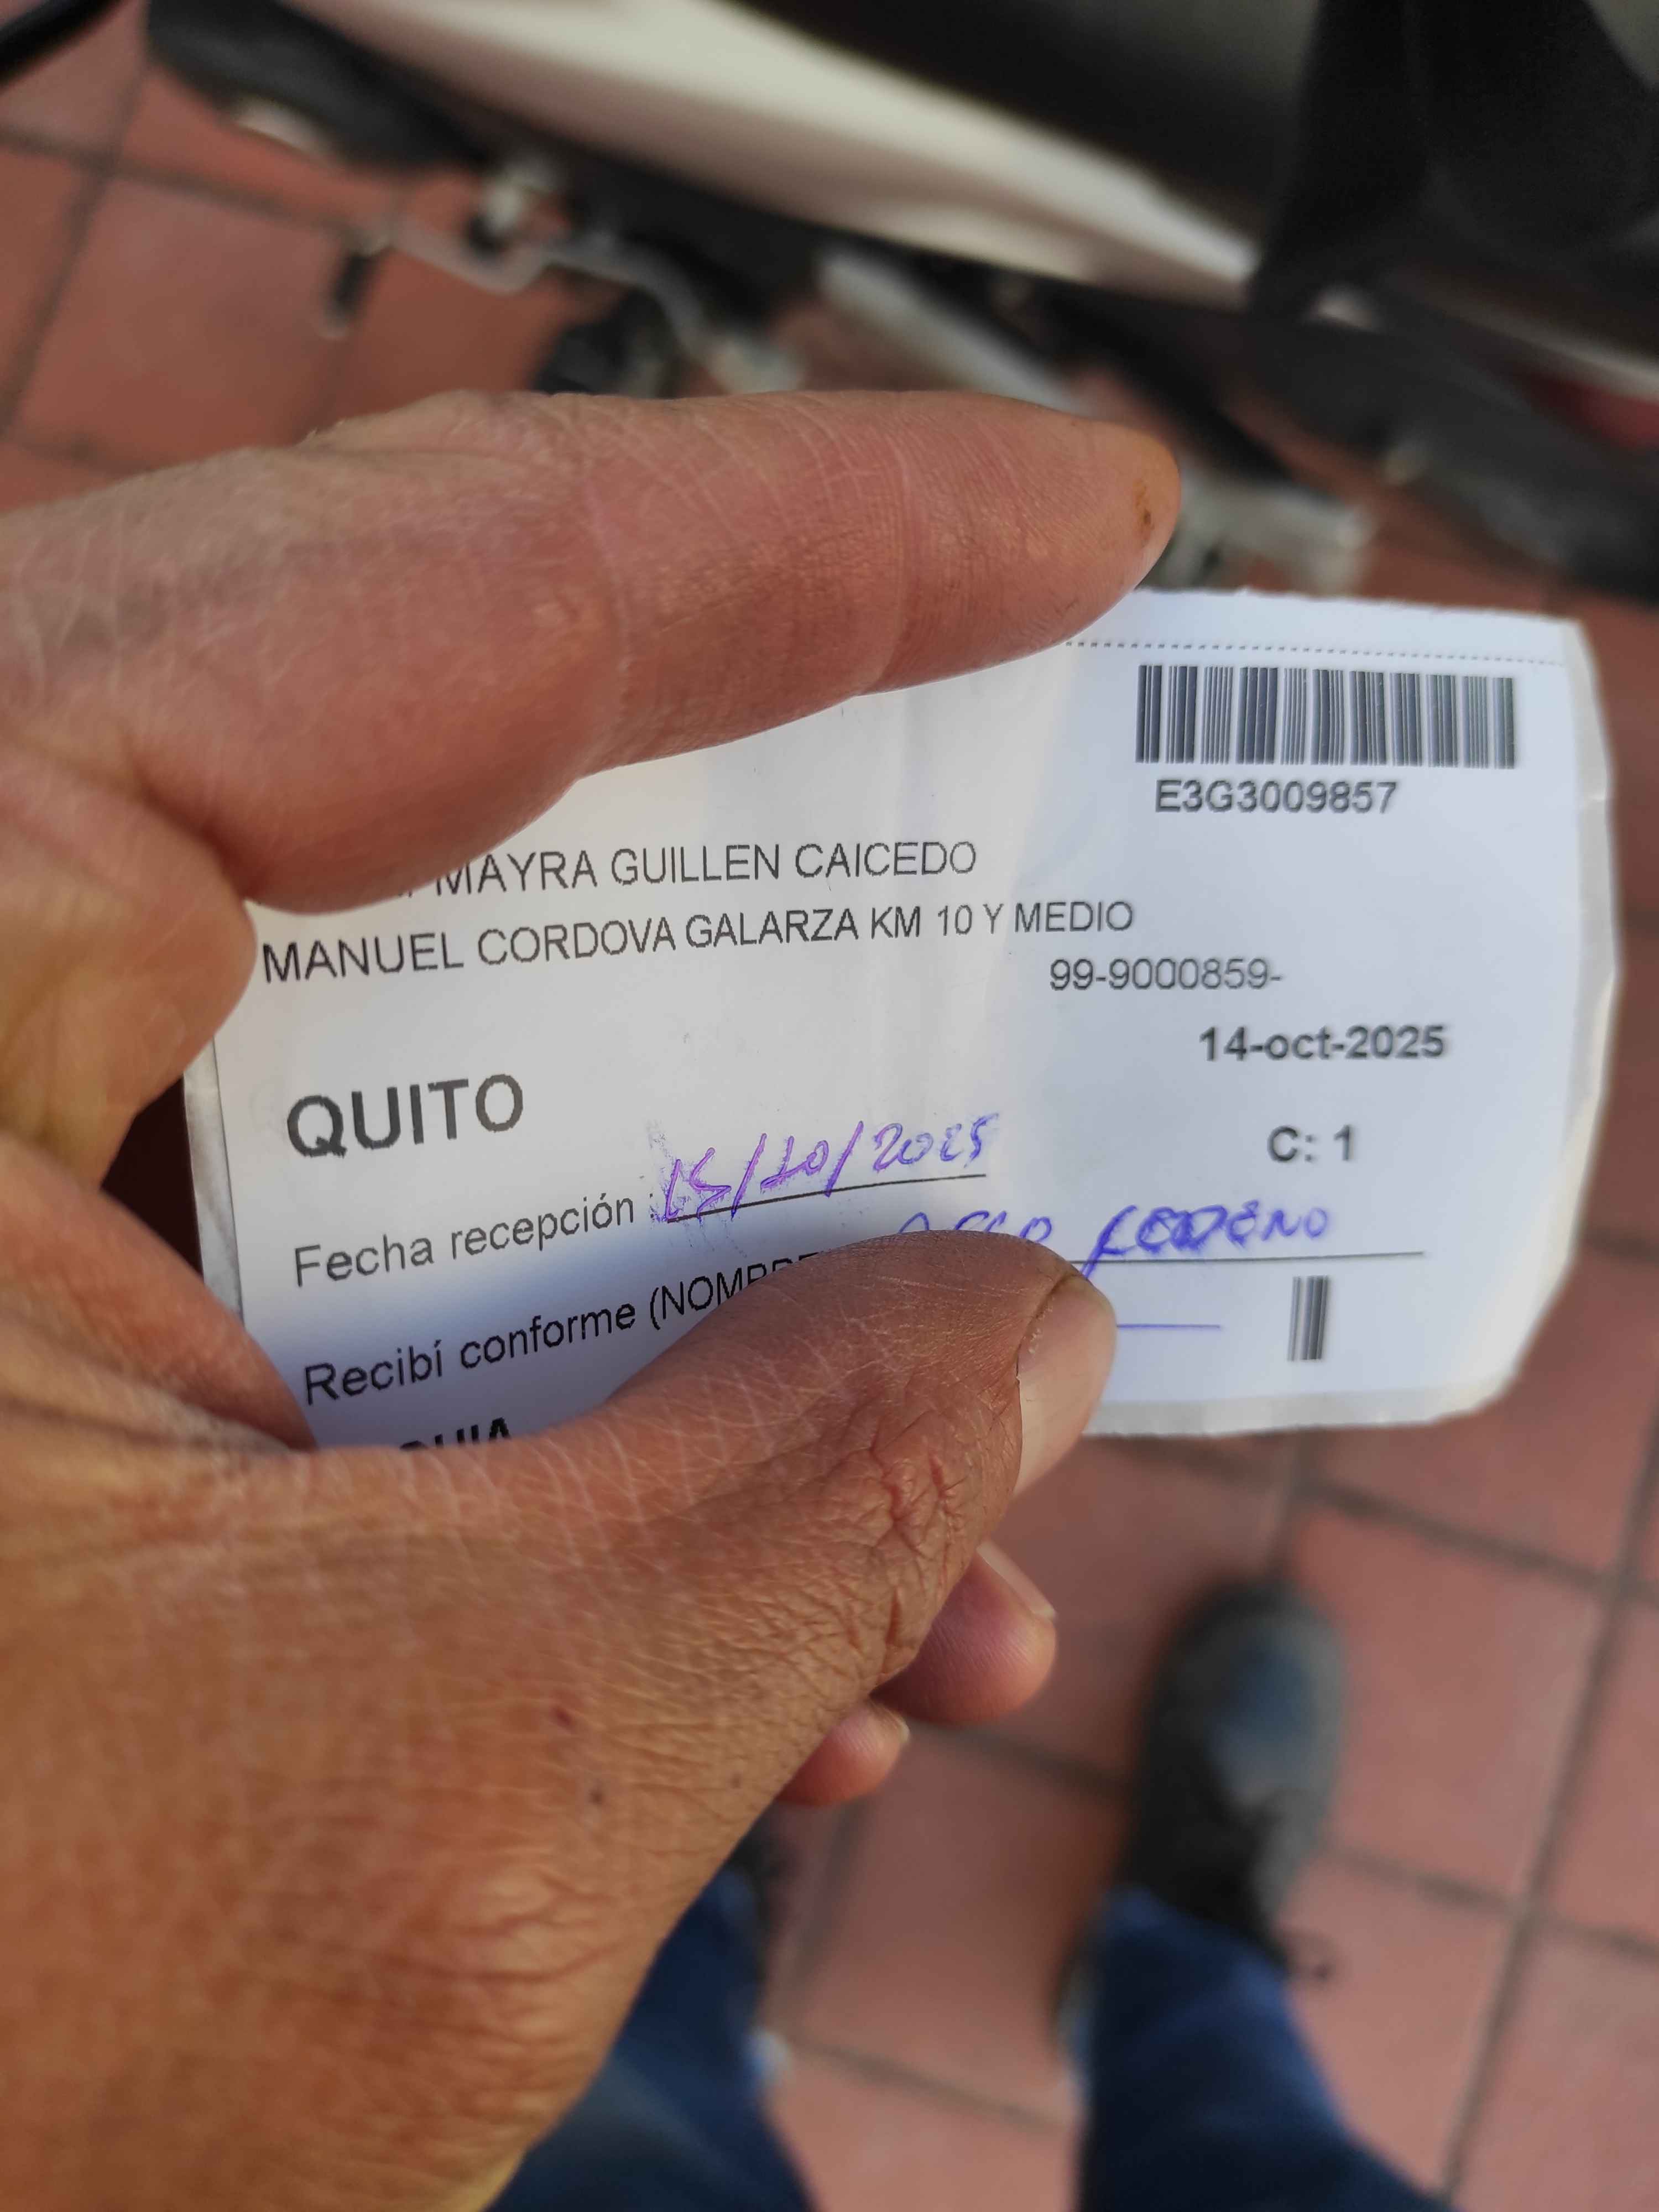 E3G3009857
MAYRA GUILLEN CAICEDO
MANUEL CORDOVA GALARZA KM 10 Y MEDIO
99-9000859-
14-oct-2025
QUITO
C: 1
Fecha recepción : 15/10/2025
Recibí conforme (NOMBRE